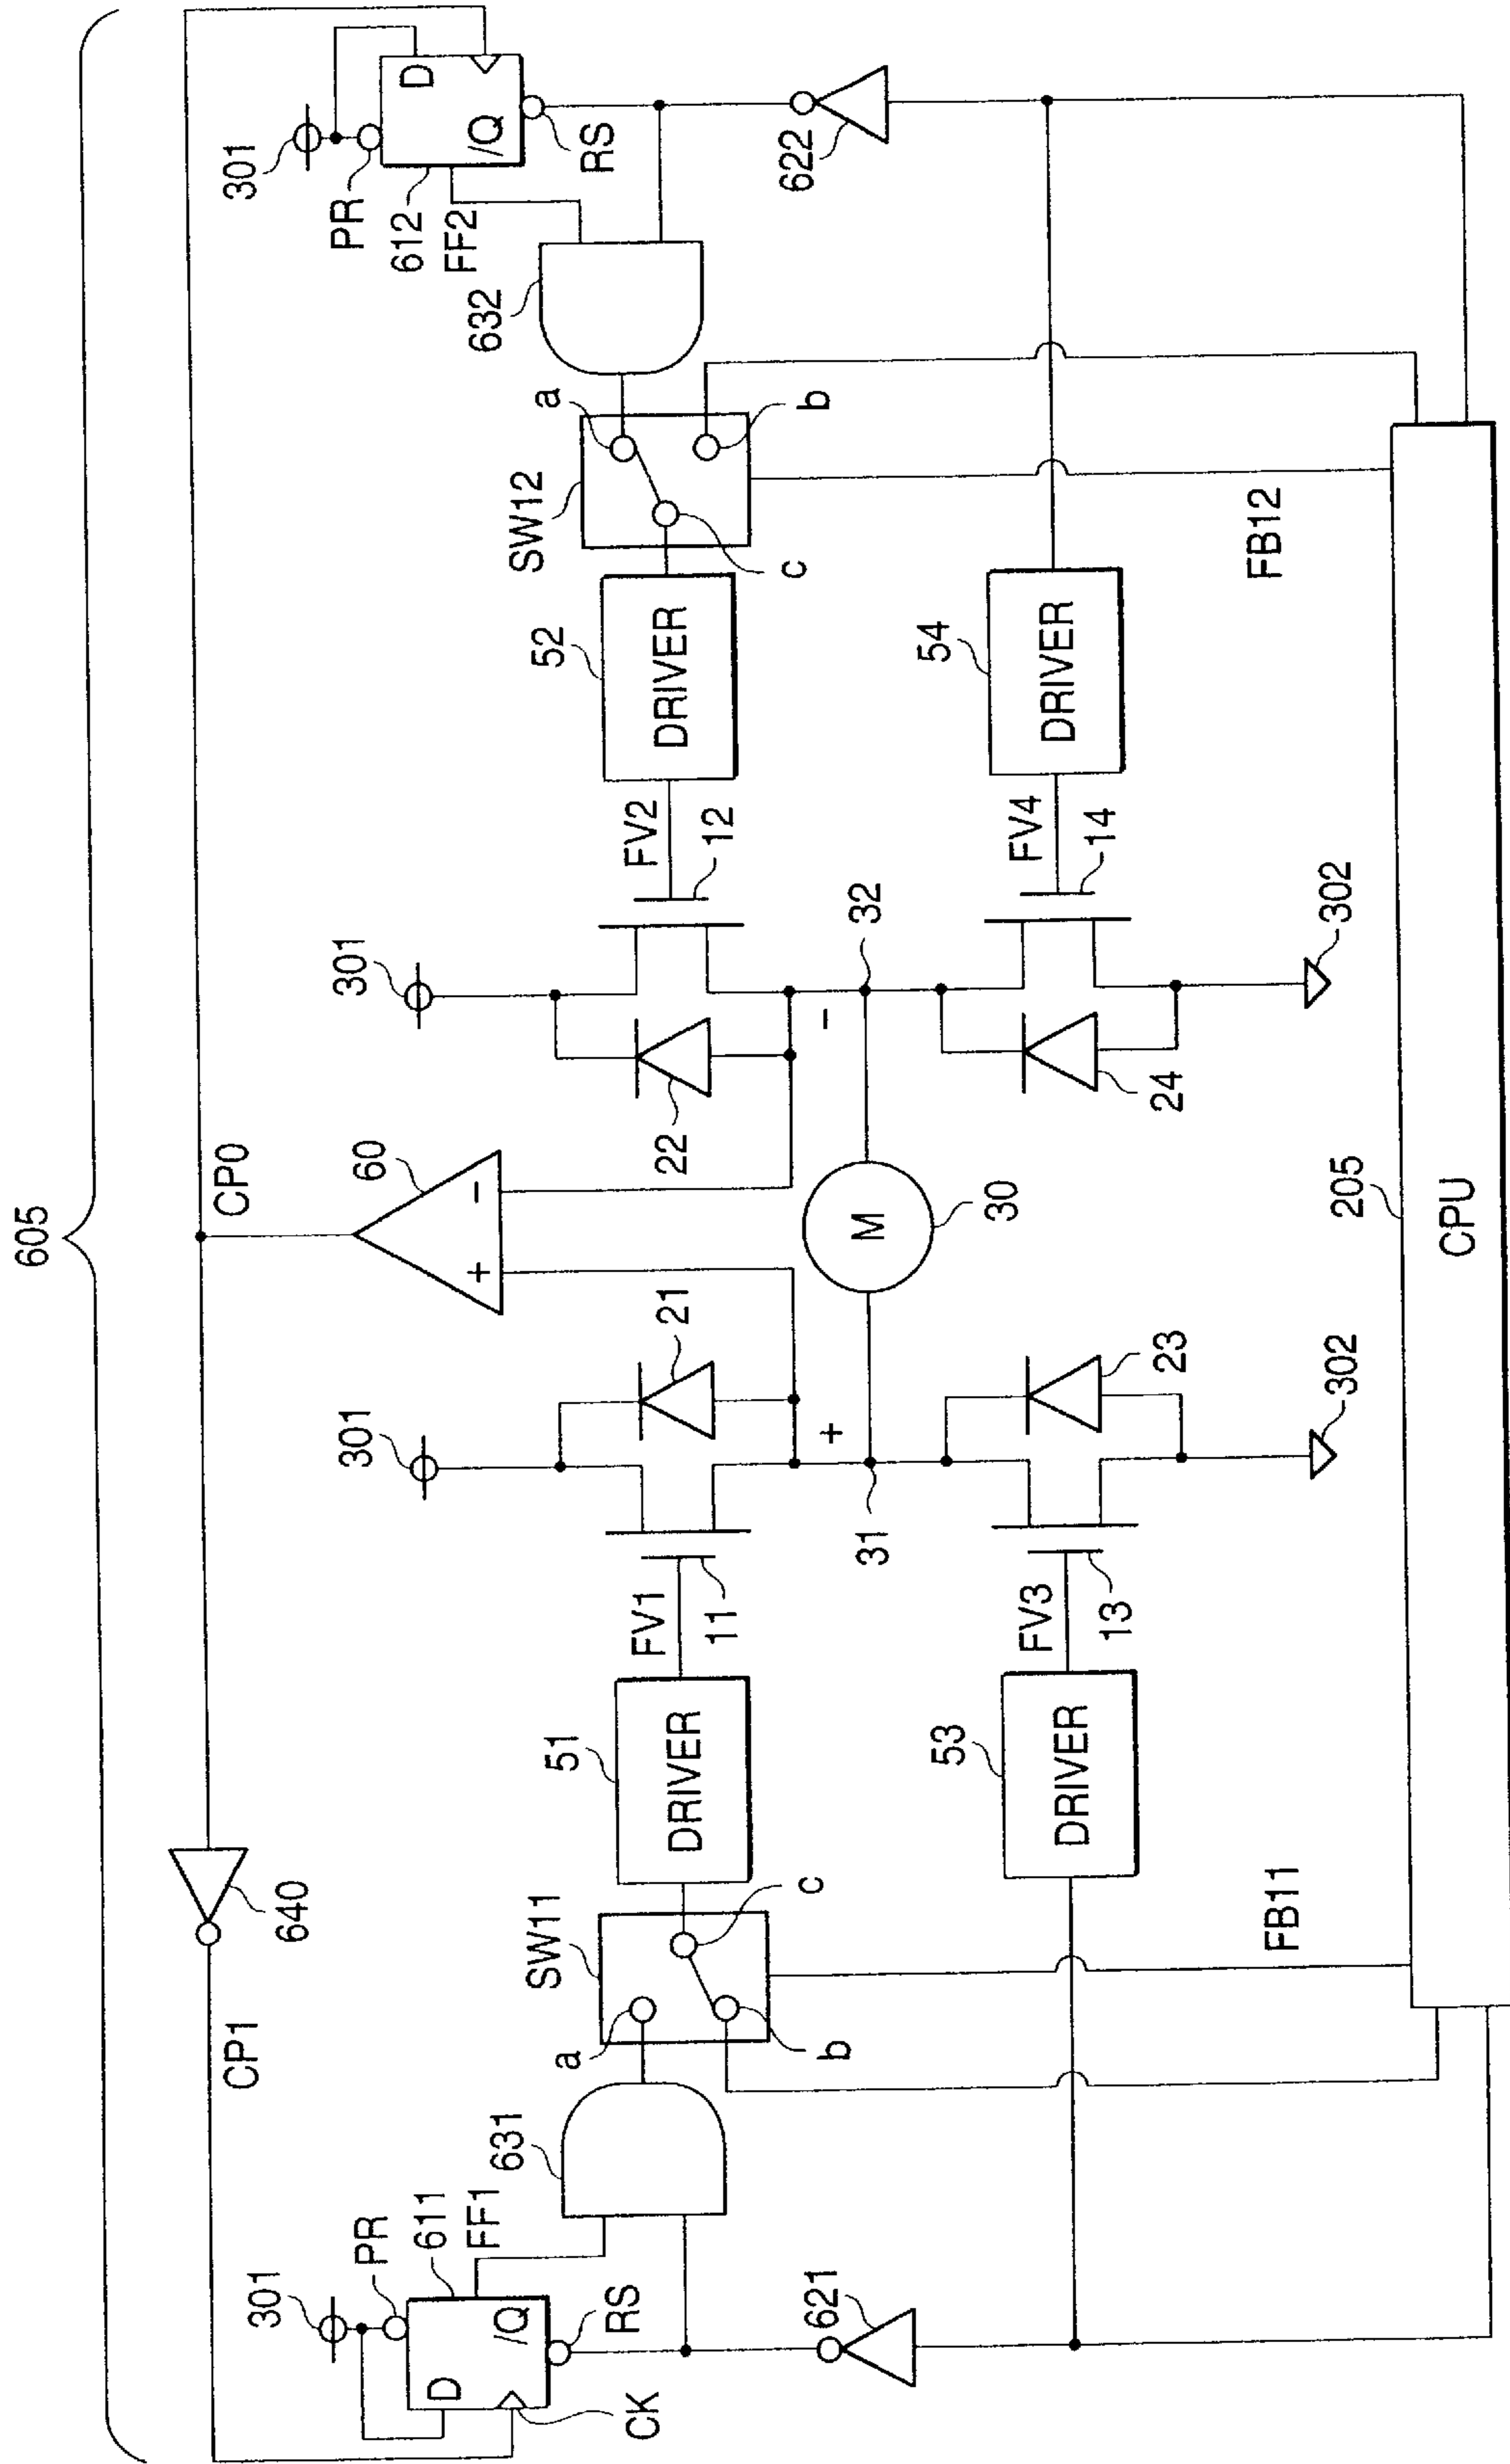 605
CP1
640
CP0
301
PR
D
/Q
611
FF1
RS
CK
631
621
a
b
c
SW11
51
DRIVER
FV1
11
301
21
+
31
60
+
-
22
301
-
32
M
30
12
FV2
52
DRIVER
SW12
a
b
c
632
301
PR
612
FF2
D
/Q
RS
622
53
DRIVER
FV3
13
23
302
24
302
14
FV4
54
DRIVER
FB11
FB12
205
CPU